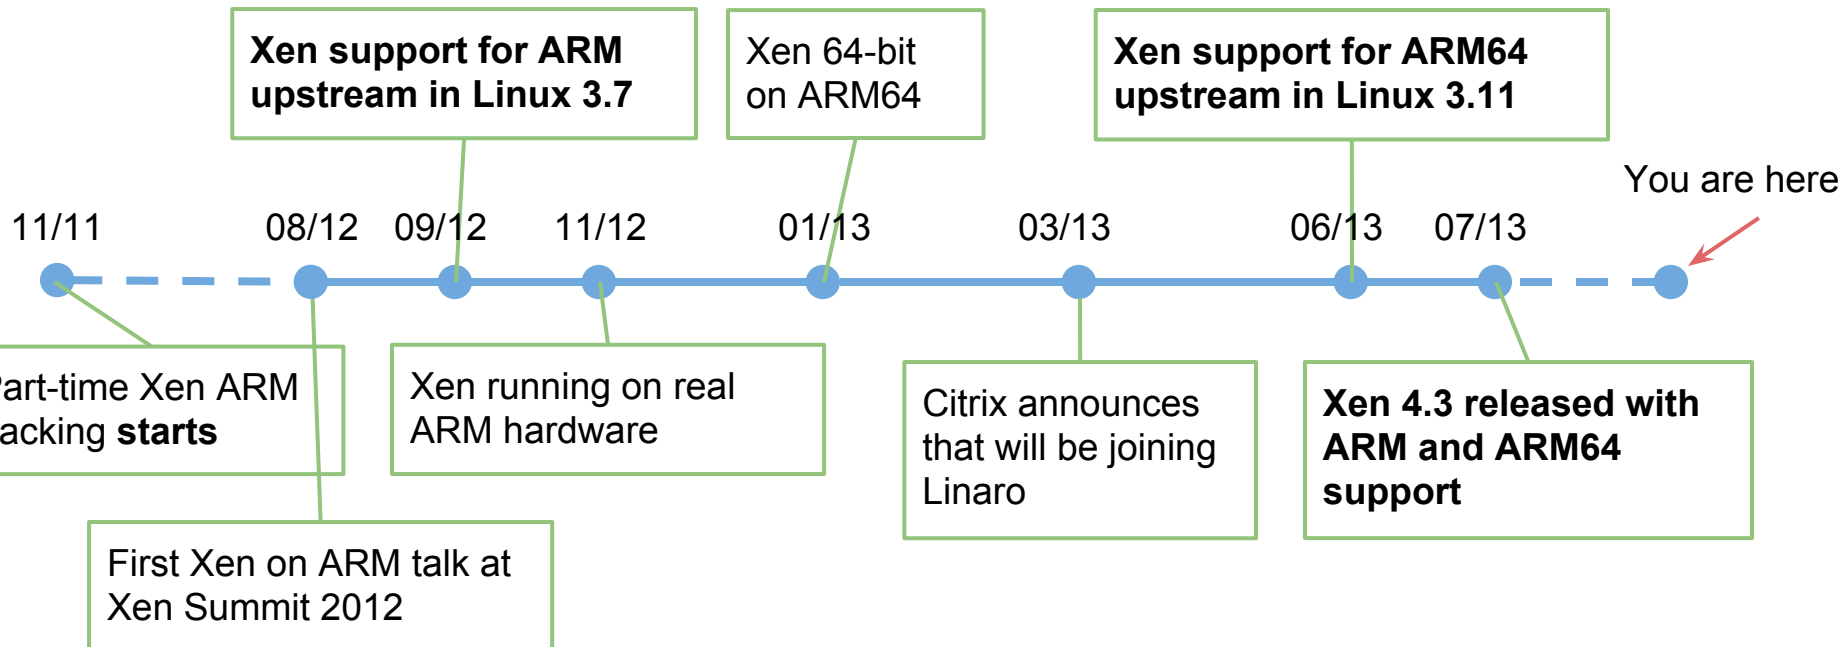 Xen support for ARM
upstream in Linux 3.7
Xen 64-bit
on ARM64
Xen support for ARM64
upstream in Linux 3.11
You are here
11/11
08/12
09/12
11/12
01/13
03/13
06/13
07/13
Part-time Xen ARM
acking starts
Xen running on real
ARM hardware
Citrix announces
that will be joining
Linaro
Xen 4.3 released with
ARM and ARM64
support
First Xen on ARM talk at
Xen Summit 2012